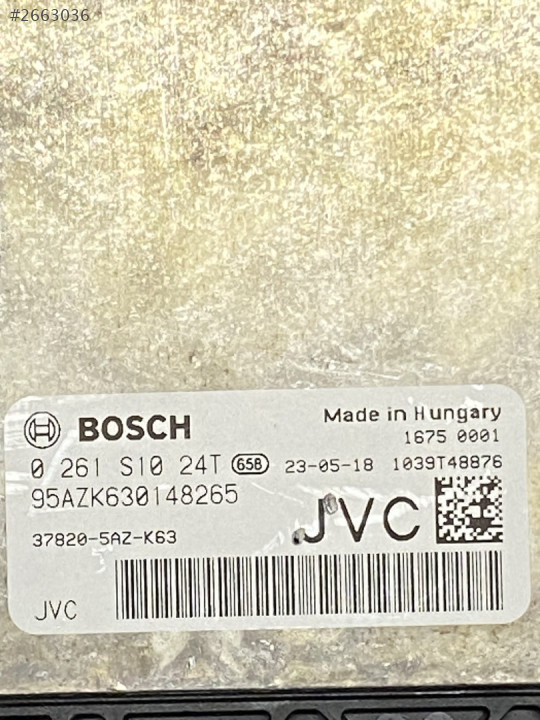 #2663036
BOSCH
Made in Hungary
1675 0001
0 261 S10 24T 658 23-05-18 1039T48876
95AZK630148265
37820-5AZ-K63
JVC
JVC